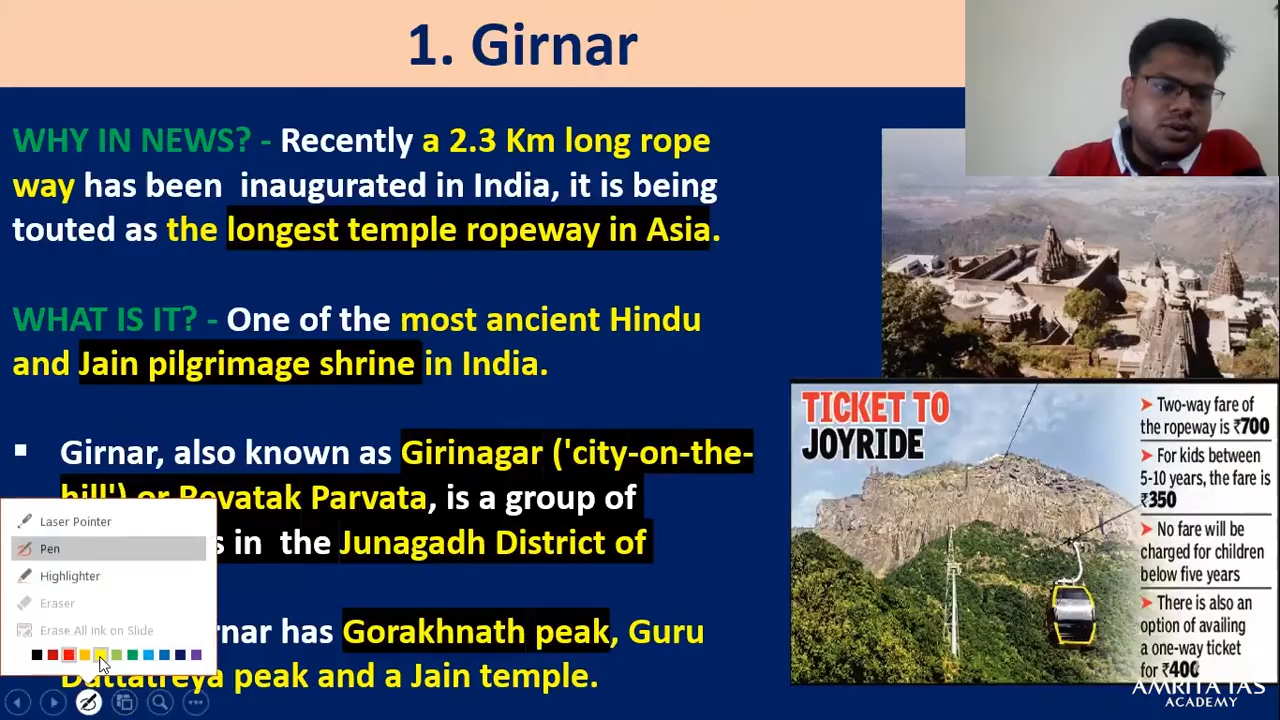 1. Girnar
WHY IN NEWS? - Recently a 2.3 Km long rope
way has been inaugurated in India, it is being
touted as the longest temple ropeway in Asia.
WHAT IS IT? - One of the most ancient Hindu
and Jain pilgrimage shrine in India.
Girnar, also known as Girinagar ('city-on-the-
hill') or Revatak Parvata, is a group of
s in the Junagadh District of
rnar has Gorakhnath peak, Guru
Dattatreya peak and a Jain temple.
Laser Pointer
Pen
Highlighter
Eraser
Erase All Ink on Slide
TICKET TO
JOYRIDE
Two-way fare of
the ropeway is ₹700
For kids between
5-10 years, the fare is
₹350
No fare will be
charged for children
below five years
There is also an
option of availing
a one-way ticket
for ₹400
AMRITA IAS
ACADEMY